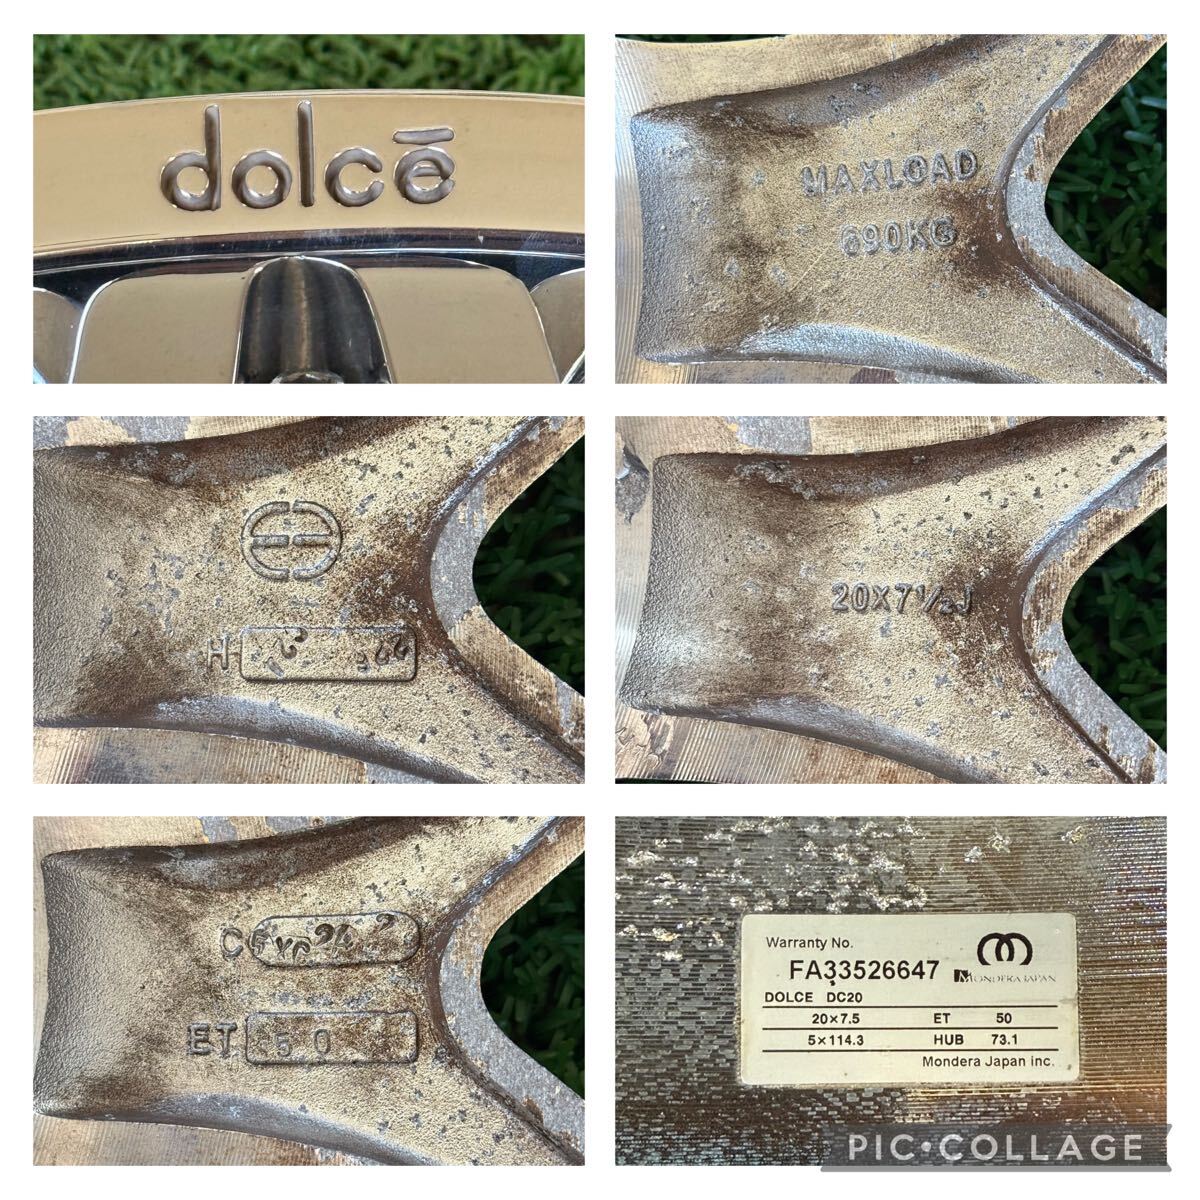 dolcē
MAXLOAD
690KG
H
20X7½J
C
ET 50
Warranty No.
FA33526647
MONDERA JAPAN
DOLCE DC20
20×7.5 ET 50
5×114.3 HUB 73.1
Mondera Japan inc.
PIC•COLLAGE